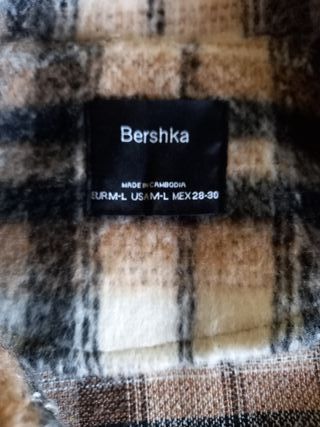 Bershka
MADE IN CAMBODIA
EUR M-L USA M-L MEX 28-30